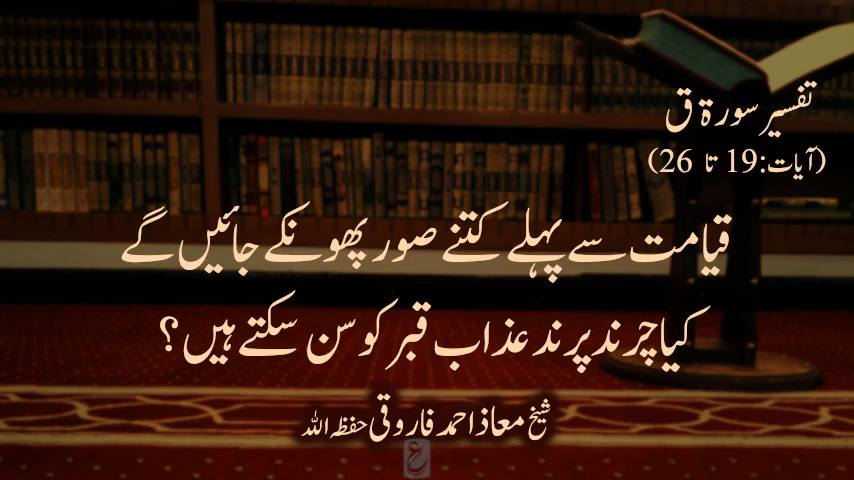 تفسیر سورۃ ق
(آیات:19 تا 26)
قیامت سے پہلے کتنے صور پھونکے جائیں گے
کیا چرند پرند عذاب قبر کو سن سکتے ہیں؟
شیخ معاذ احمد فاروقی حفظہ اللہ
ع